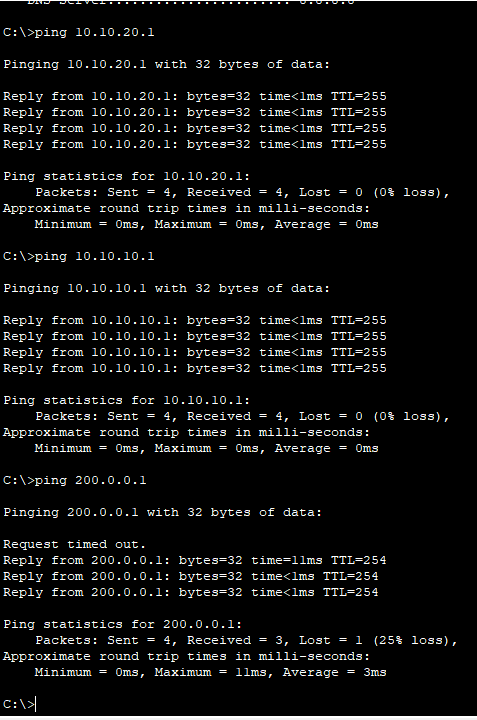 DNS Server......................: 0.0.0.0
C:\>ping 10.10.20.1
Pinging 10.10.20.1 with 32 bytes of data:
Reply from 10.10.20.1: bytes=32 time<1ms TTL=255
Reply from 10.10.20.1: bytes=32 time<1ms TTL=255
Reply from 10.10.20.1: bytes=32 time<1ms TTL=255
Reply from 10.10.20.1: bytes=32 time<1ms TTL=255
Ping statistics for 10.10.20.1:
Packets: Sent = 4, Received = 4, Lost = 0 (0% loss),
Approximate round trip times in milli-seconds:
Minimum = 0ms, Maximum = 0ms, Average = 0ms
C:\>ping 10.10.10.1
Pinging 10.10.10.1 with 32 bytes of data:
Reply from 10.10.10.1: bytes=32 time<1ms TTL=255
Reply from 10.10.10.1: bytes=32 time<1ms TTL=255
Reply from 10.10.10.1: bytes=32 time<1ms TTL=255
Reply from 10.10.10.1: bytes=32 time<1ms TTL=255
Ping statistics for 10.10.10.1:
Packets: Sent = 4, Received = 4, Lost = 0 (0% loss),
Approximate round trip times in milli-seconds:
Minimum = 0ms, Maximum = 0ms, Average = 0ms
C:\>ping 200.0.0.1
Pinging 200.0.0.1 with 32 bytes of data:
Request timed out.
Reply from 200.0.0.1: bytes=32 time=11ms TTL=254
Reply from 200.0.0.1: bytes=32 time<1ms TTL=254
Reply from 200.0.0.1: bytes=32 time<1ms TTL=254
Ping statistics for 200.0.0.1:
Packets: Sent = 4, Received = 3, Lost = 1 (25% loss),
Approximate round trip times in milli-seconds:
Minimum = 0ms, Maximum = 11ms, Average = 3ms
C:\>